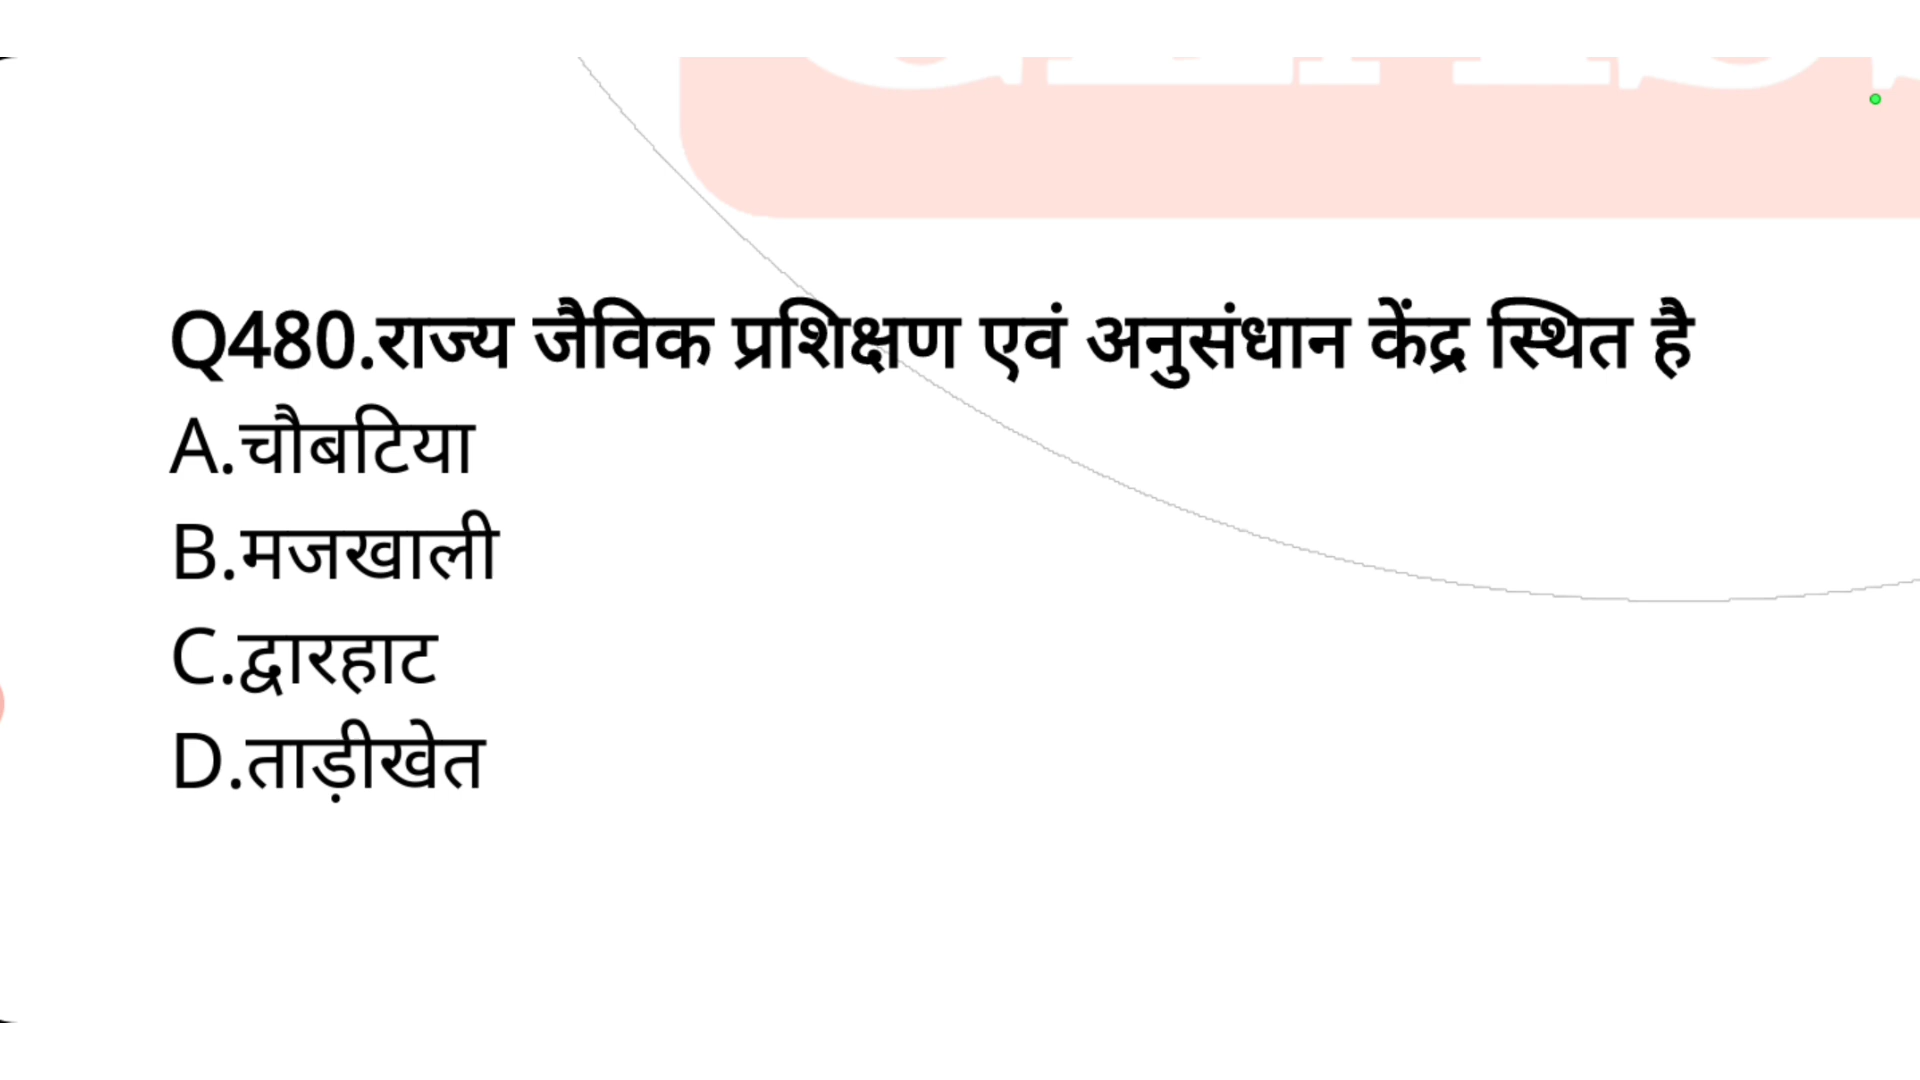 Q480.राज्य जैविक प्रशिक्षण एवं अनुसंधान केंद्र स्थित है
A.चौबटिया
B.मजखाली
C.द्वारहाट
D.ताड़ीखेत